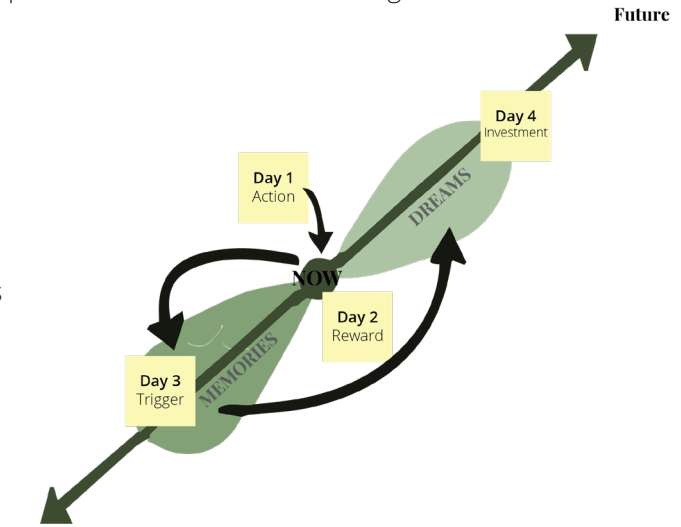 Future
Day 4
Investment
Day 1
Action
DREAMS
NOW
Day 2
Reward
MEMORIES
Day 3
Trigger